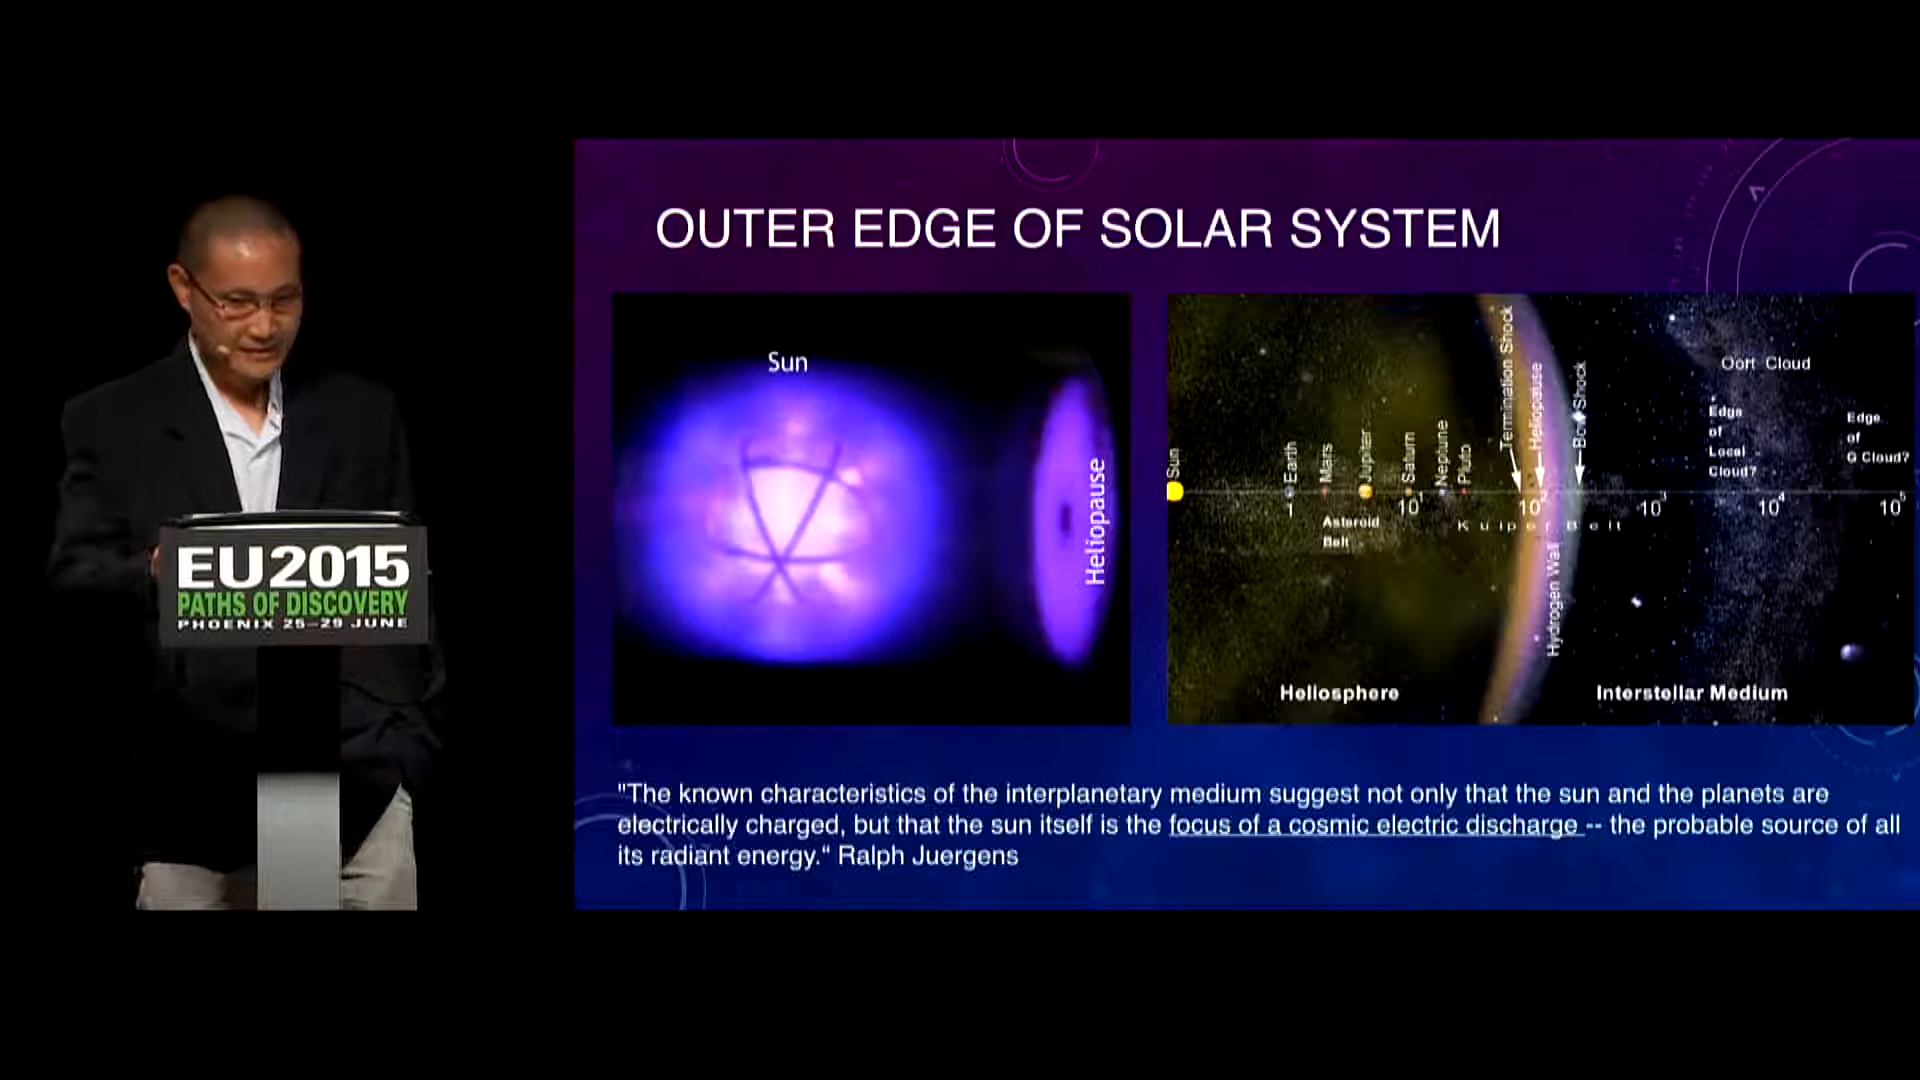 OUTER EDGE OF SOLAR SYSTEM
Sun
Heliopause
Sun
Earth
Mars
Jupiter
Saturn
Neptune
Pluto
Termination Shock
Heliopause
Bow Shock
Oort Cloud
Edge
of
Local
Cloud?
Edge
of
G Cloud?
1
10
10²
10³
10⁴
10⁵
Asteroid
Belt
Kuiper Belt
Hydrogen Wall
Heliosphere
Interstellar Medium
"The known characteristics of the interplanetary medium suggest not only that the sun and the planets are
electrically charged, but that the sun itself is the focus of a cosmic electric discharge -- the probable source of all
its radiant energy." Ralph Juergens
EU2015
PATHS OF DISCOVERY
PHOENIX 25-29 JUNE